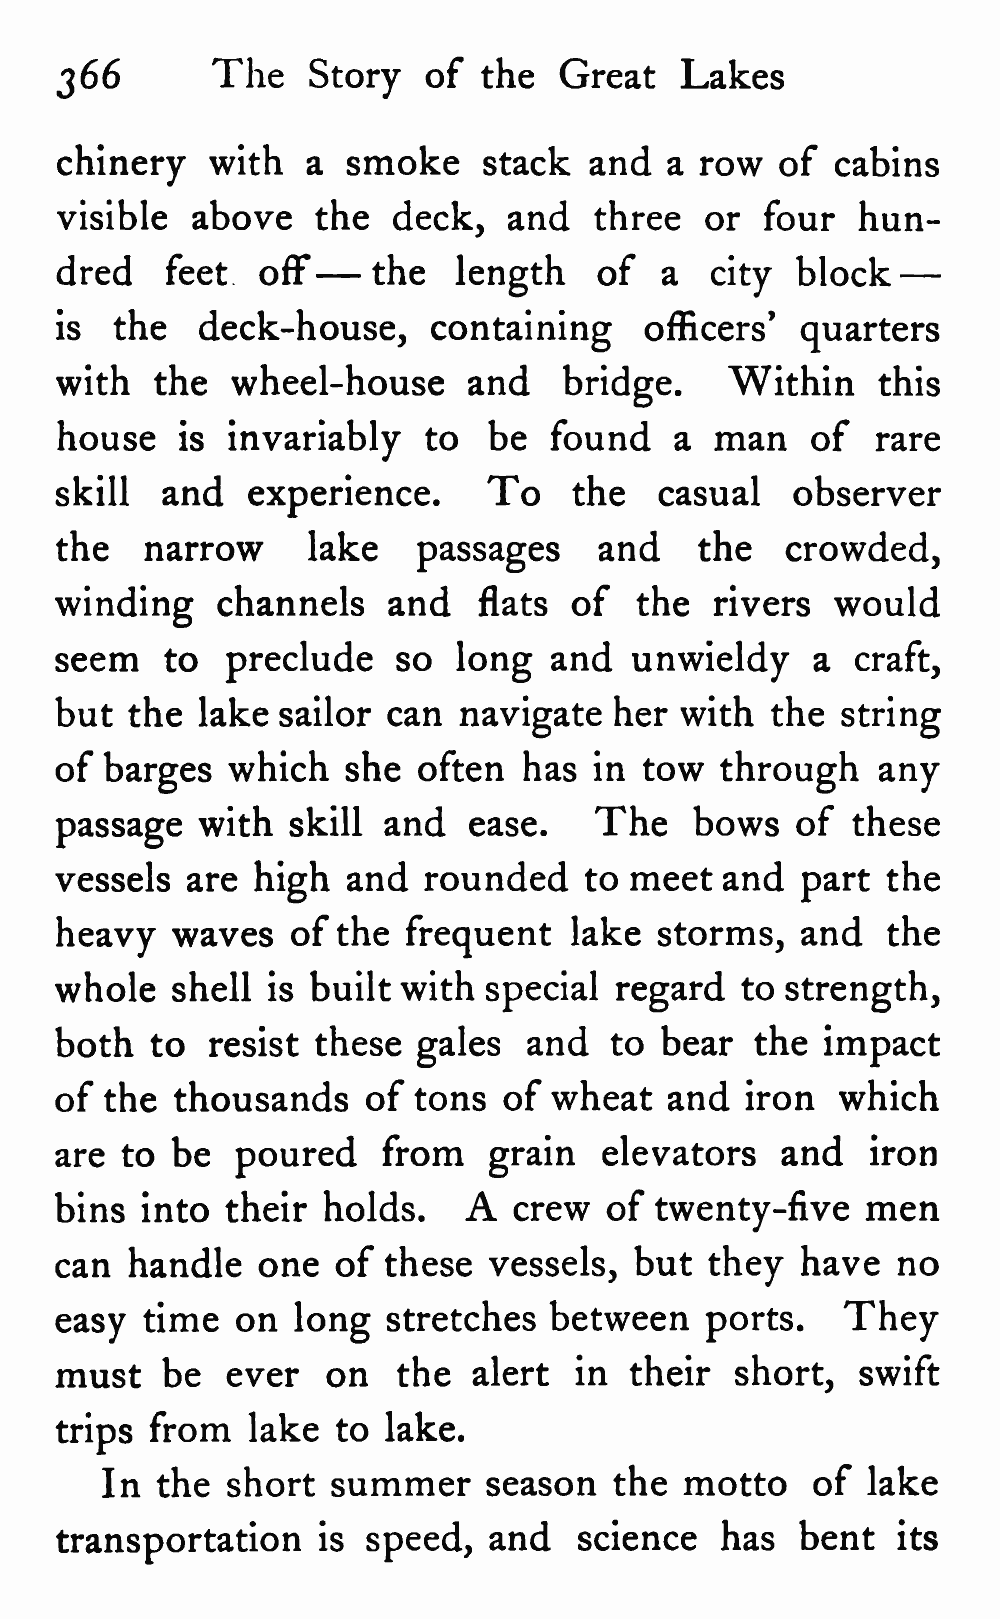 366 The Story of the Great Lakes
chinery with a smoke stack and a row of cabins
visible above the deck, and three or four hun-
dred feet off — the length of a city block —
is the deck-house, containing officers' quarters
with the wheel-house and bridge. Within this
house is invariably to be found a man of rare
skill and experience. To the casual observer
the narrow lake passages and the crowded,
winding channels and flats of the rivers would
seem to preclude so long and unwieldy a craft,
but the lake sailor can navigate her with the string
of barges which she often has in tow through any
passage with skill and ease. The bows of these
vessels are high and rounded to meet and part the
heavy waves of the frequent lake storms, and the
whole shell is built with special regard to strength,
both to resist these gales and to bear the impact
of the thousands of tons of wheat and iron which
are to be poured from grain elevators and iron
bins into their holds. A crew of twenty-five men
can handle one of these vessels, but they have no
easy time on long stretches between ports. They
must be ever on the alert in their short, swift
trips from lake to lake.
In the short summer season the motto of lake
transportation is speed, and science has bent its